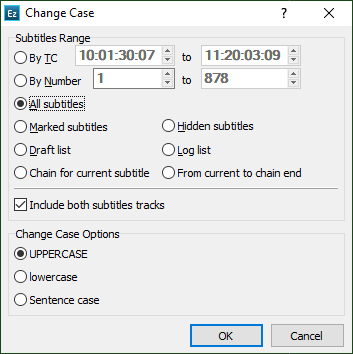 Ez Change Case ?
Subtitles Range
By TC 10:01:30:07 to 11:20:03:09
By Number 1 to 878
All subtitles
Marked subtitles Hidden subtitles
Draft list Log list
Chain for current subtitle From current to chain end
Include both subtitles tracks
Change Case Options
UPPERCASE
lowercase
Sentence case
OK Cancel